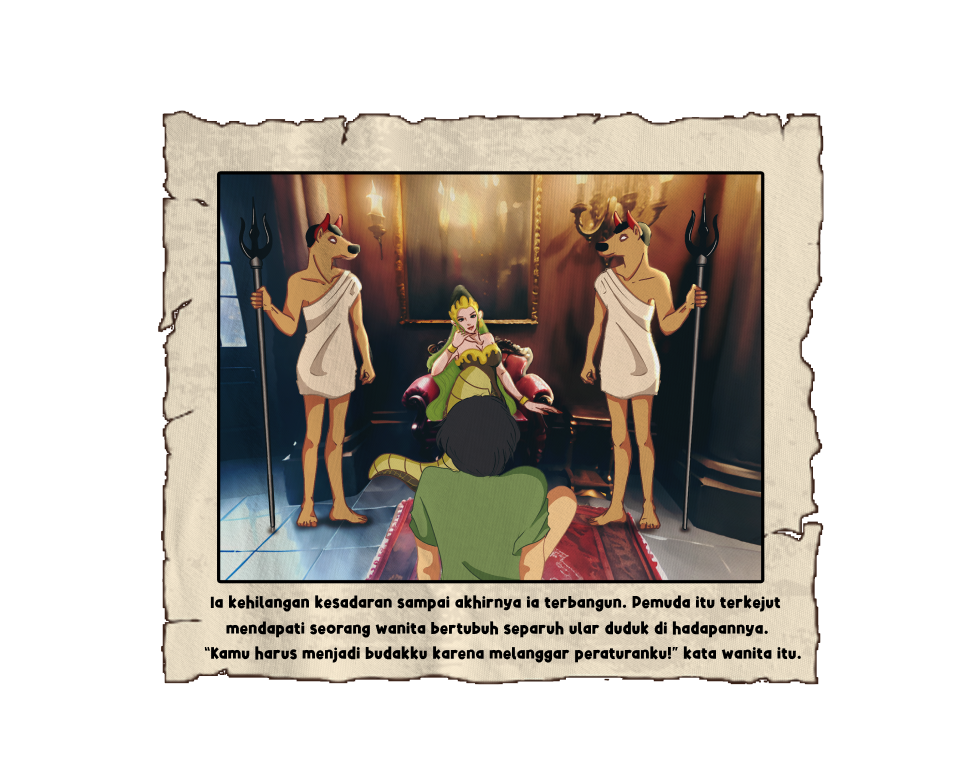 Ia kehilangan kesadaran sampai akhirnya ia terbangun. Pemuda itu terkejut
mendapati seorang wanita bertubuh separuh ular duduk di hadapannya.
"Kamu harus menjadi budakku karena melanggar peraturanku!" kata wanita itu.